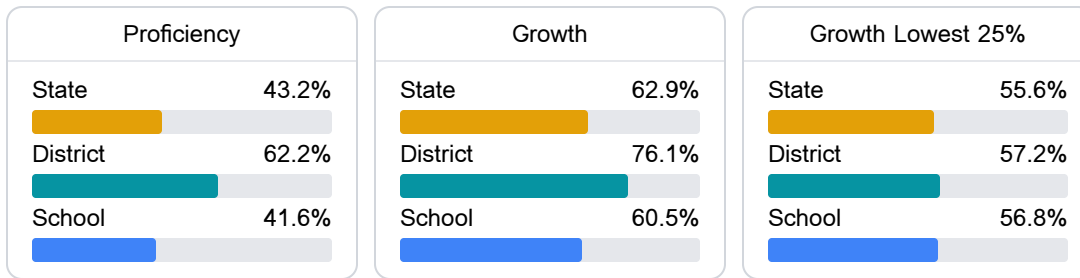 Proficiency
State 43.2%
District 62.2%
School 41.6%
Growth
State 62.9%
District 76.1%
School 60.5%
Growth Lowest 25%
State 55.6%
District 57.2%
School 56.8%